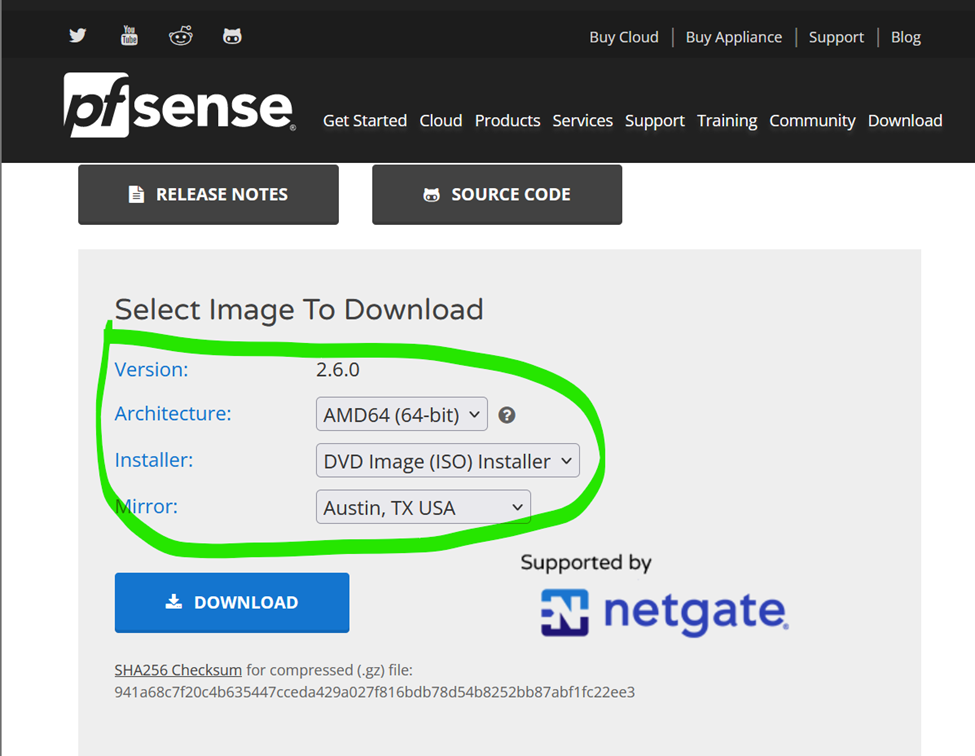 You Tube
Buy Cloud | Buy Appliance | Support | Blog
pfsense®
Get Started Cloud Products Services Support Training Community Download
RELEASE NOTES SOURCE CODE
Select Image To Download
Version: 2.6.0
Architecture: AMD64 (64-bit) ?
Installer: DVD Image (ISO) Installer
Mirror: Austin, TX USA
Supported by
netgate®
DOWNLOAD
SHA256 Checksum for compressed (.gz) file:
941a68c7f20c4b635447cceda429a027f816bdb78d54b8252bb87abf1fc22ee3